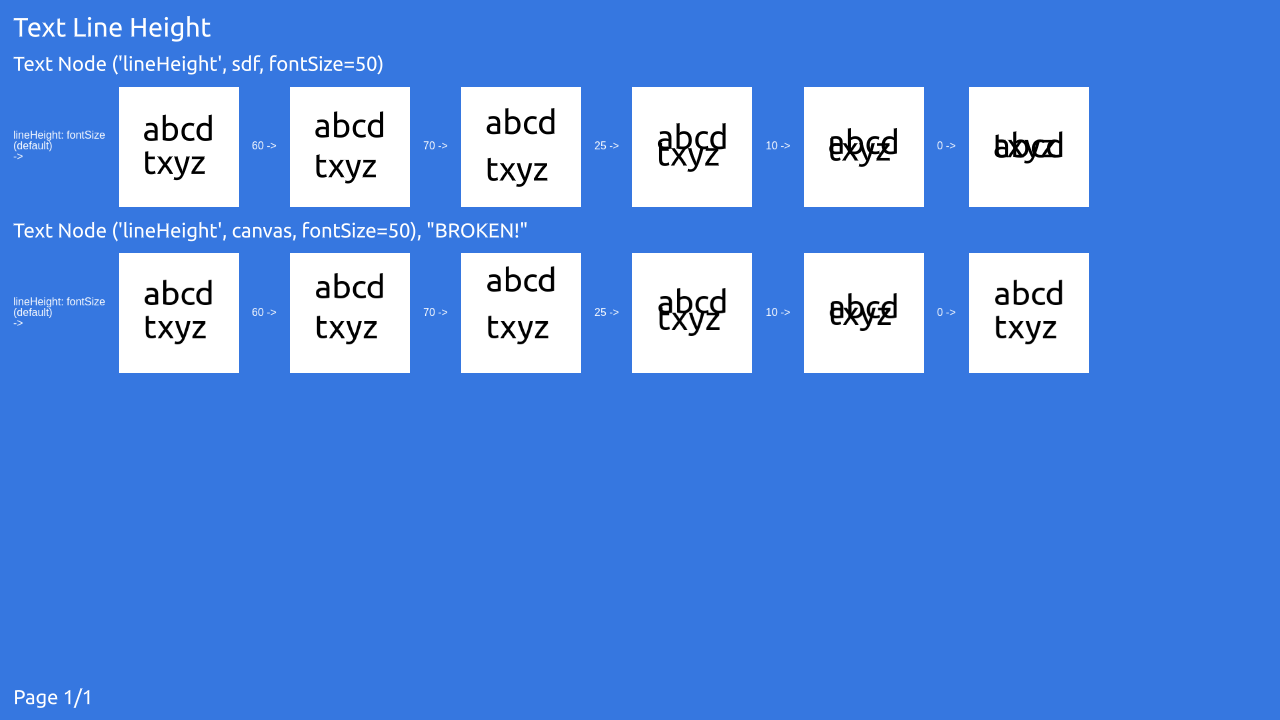 Text Line Height
Text Node ('lineHeight', sdf, fontSize=50)
lineHeight: fontSize
(default)
->
abcd
txyz
60 ->
abcd
txyz
70 ->
abcd
txyz
25 ->
abcd
txyz
10 ->
abcd
txyz
0 ->
abcd
txyz
Text Node ('lineHeight', canvas, fontSize=50), "BROKEN!"
lineHeight: fontSize
(default)
->
abcd
txyz
60 ->
abcd
txyz
70 ->
abcd
txyz
25 ->
abcd
txyz
10 ->
abcd
txyz
0 ->
abcd
txyz
Page 1/1